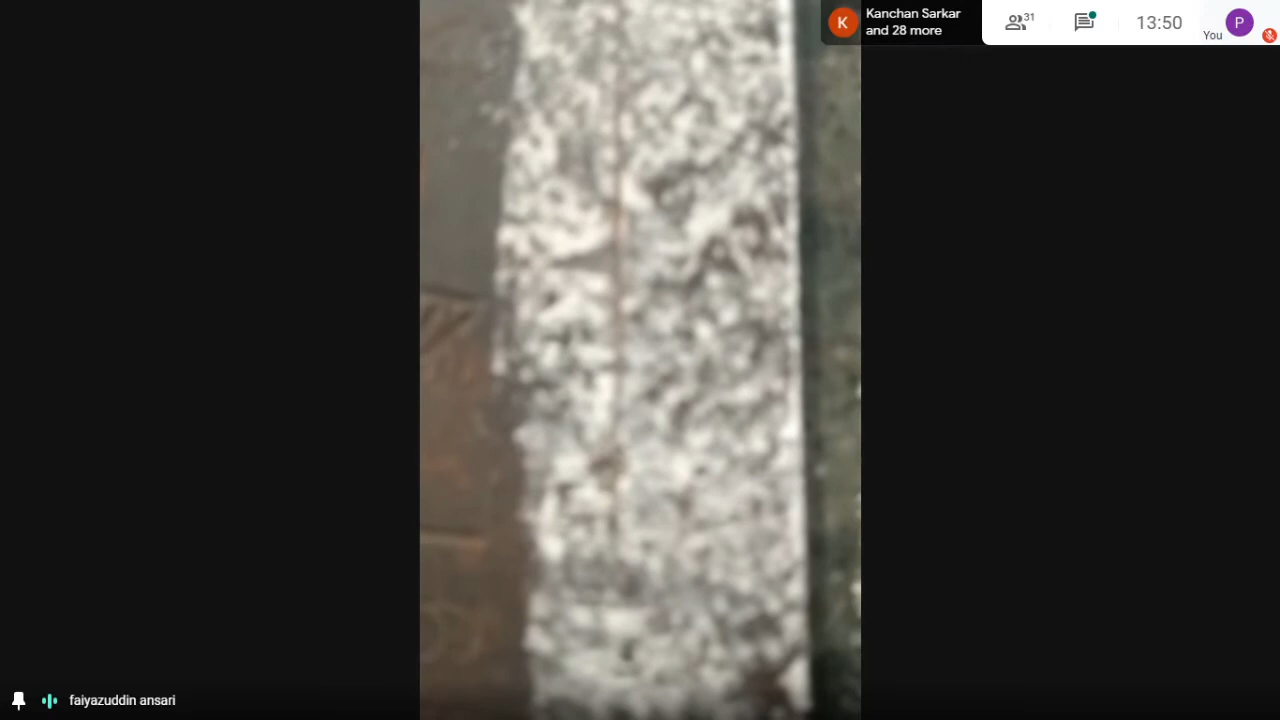 K
Kanchan Sarkar
and 28 more
31
13:50
You
P
faiyazuddin ansari